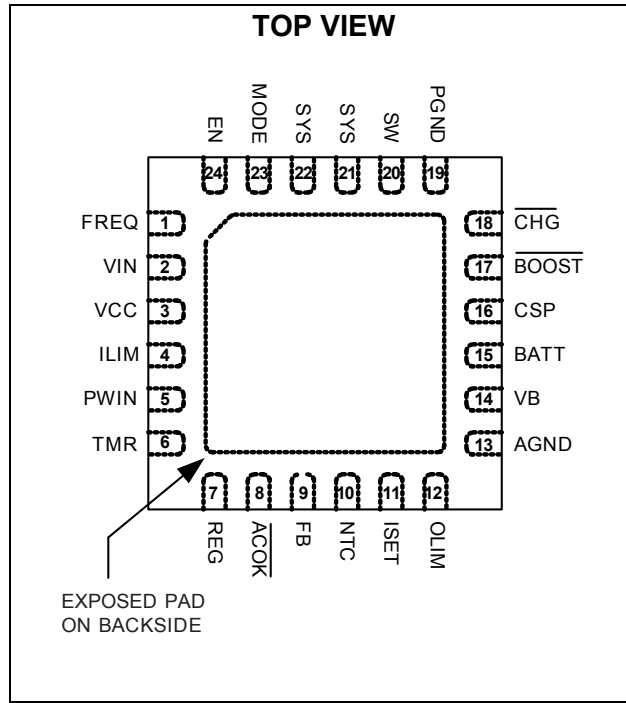 TOP VIEW
EN
MODE
SYS
SYS
SW
PGND
24
23
22
21
20
19
FREQ 1
VIN 2
VCC 3
ILIM 4
PWIN 5
TMR 6
18 CHG
17 BOOST
16 CSP
15 BATT
14 VB
13 AGND
7
8
9
10
11
12
REG
ACOK
FB
NTC
ISET
OLIM
EXPOSED PAD
ON BACKSIDE